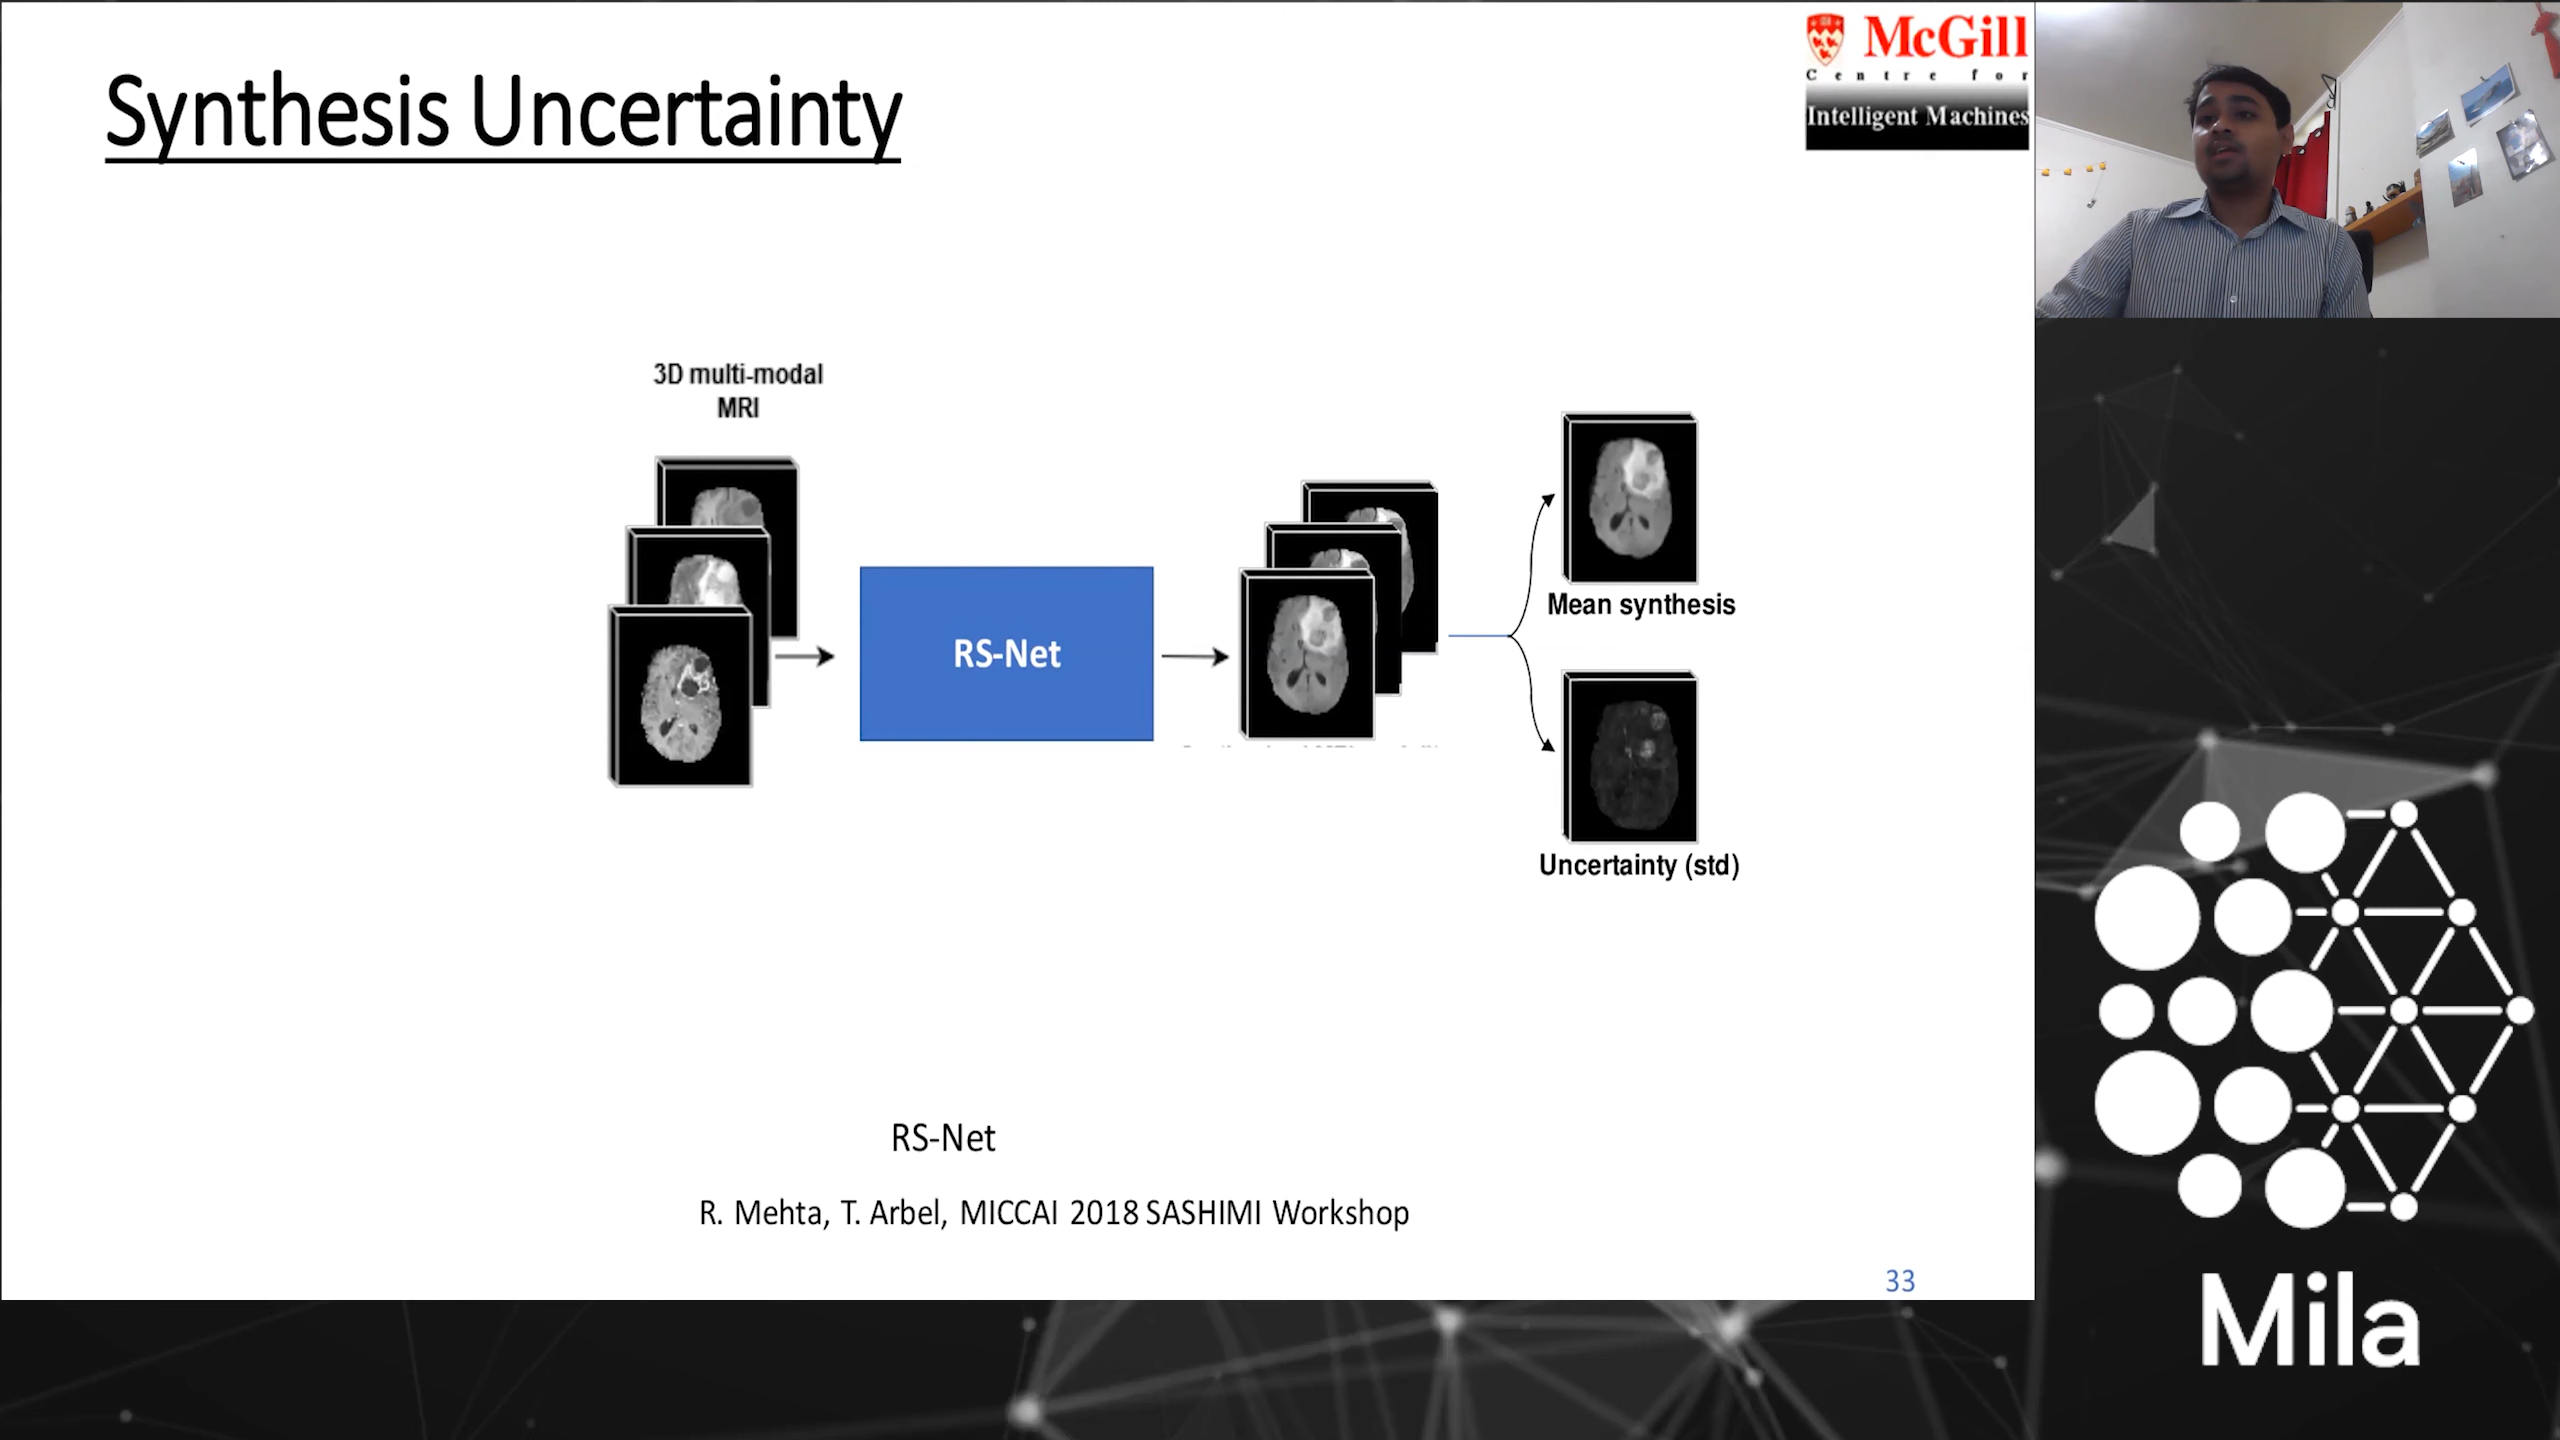 Synthesis Uncertainty
McGill
Centre for
Intelligent Machines
3D multi-modal
MRI
RS-Net
Mean synthesis
Uncertainty (std)
RS-Net
R. Mehta, T. Arbel, MICCAI 2018 SASHIMI Workshop
33
Mila